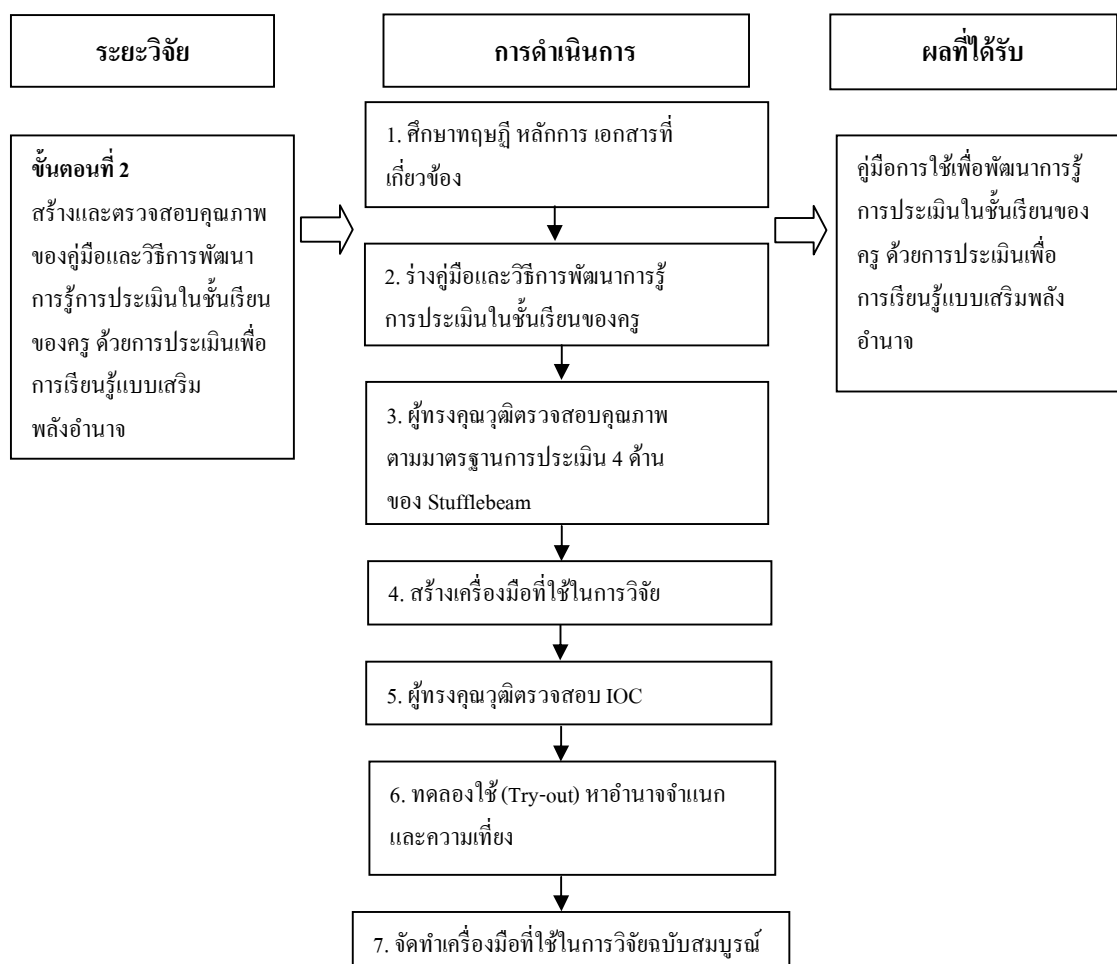 ระยะวิจัย
การดำเนินการ
ผลที่ได้รับ
ขั้นตอนที่ 2
สร้างและตรวจสอบคุณภาพ
ของคู่มือและวิธีการพัฒนา
การรู้การประเมินในชั้นเรียน
ของครู ด้วยการประเมินเพื่อ
การเรียนรู้แบบเสริม
พลังอำนาจ
1. ศึกษาทฤษฎี หลักการ เอกสารที่
เกี่ยวข้อง
2. ร่างคู่มือและวิธีการพัฒนาการรู้
การประเมินในชั้นเรียนของครู
3. ผู้ทรงคุณวุฒิตรวจสอบคุณภาพ
ตามมาตรฐานการประเมิน 4 ด้าน
ของ Stufflebeam
4. สร้างเครื่องมือที่ใช้ในการวิจัย
5. ผู้ทรงคุณวุฒิตรวจสอบ IOC
6. ทดลองใช้ (Try-out) หาอำนาจจำแนก
และความเที่ยง
7. จัดทำเครื่องมือที่ใช้ในการวิจัยฉบับสมบูรณ์
คู่มือการใช้เพื่อพัฒนาการรู้
การประเมินในชั้นเรียนของ
ครู ด้วยการประเมินเพื่อ
การเรียนรู้แบบเสริมพลัง
อำนาจ